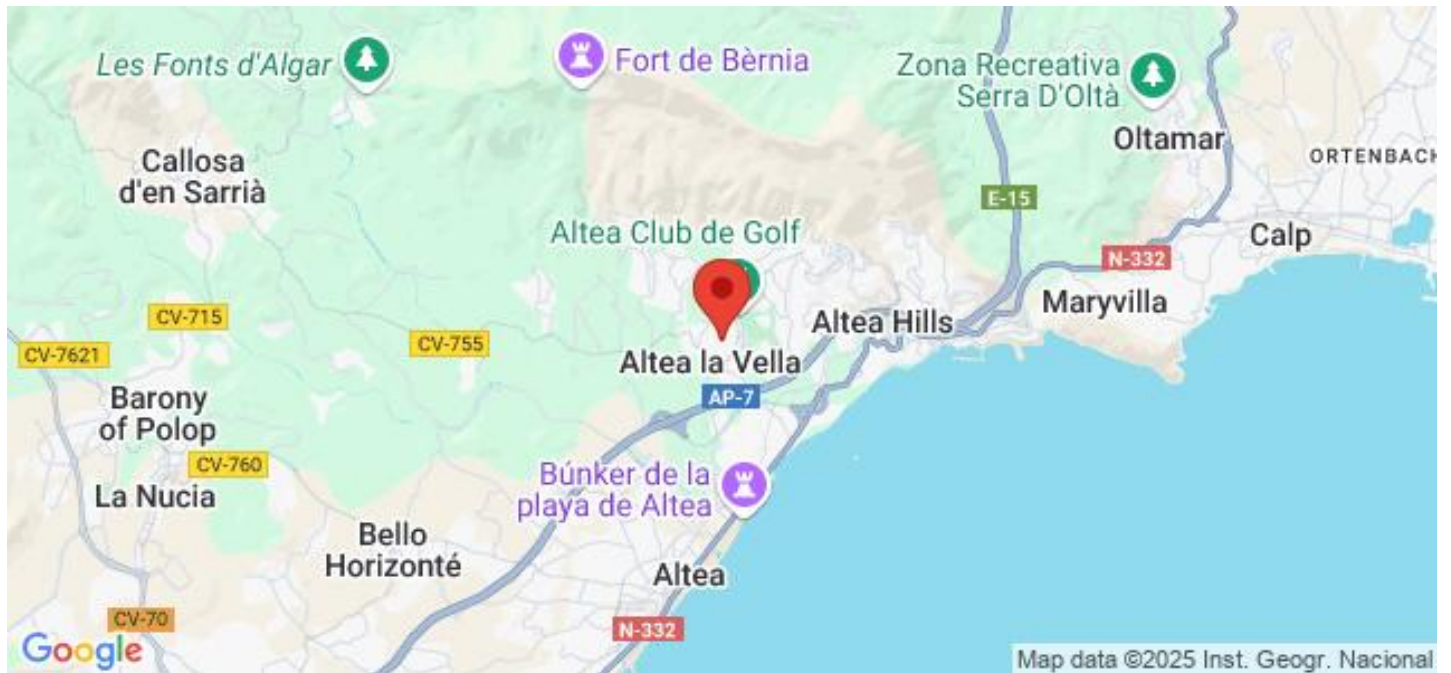 Les Fonts d'Algar
Fort de Bèrnia
Zona Recreativa
Serra D'Oltà
Oltamar
ORTENBACH
Callosa
d'en Sarrià
E-15
Altea Club de Golf
Calp
N-332
Maryvilla
CV-715
Altea Hills
CV-755
CV-7621
Altea la Vella
AP-7
Barony
of Polop
CV-760
La Nucia
Búnker de la
playa de Altea
Bello
Horizonté
Altea
CV-70
N-332
Google
Map data ©2025 Inst. Geogr. Nacional